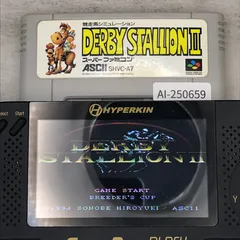 競走馬シミュレーション
DERBY STALLION II
スーパーファミコン
ASCII SHVC-A7
AI-250659
HYPERKIN
DERBY
STALLION II
GAME START
BREEDER'S CUP
1994 SONOBE HIROYUKI ASCII
Y